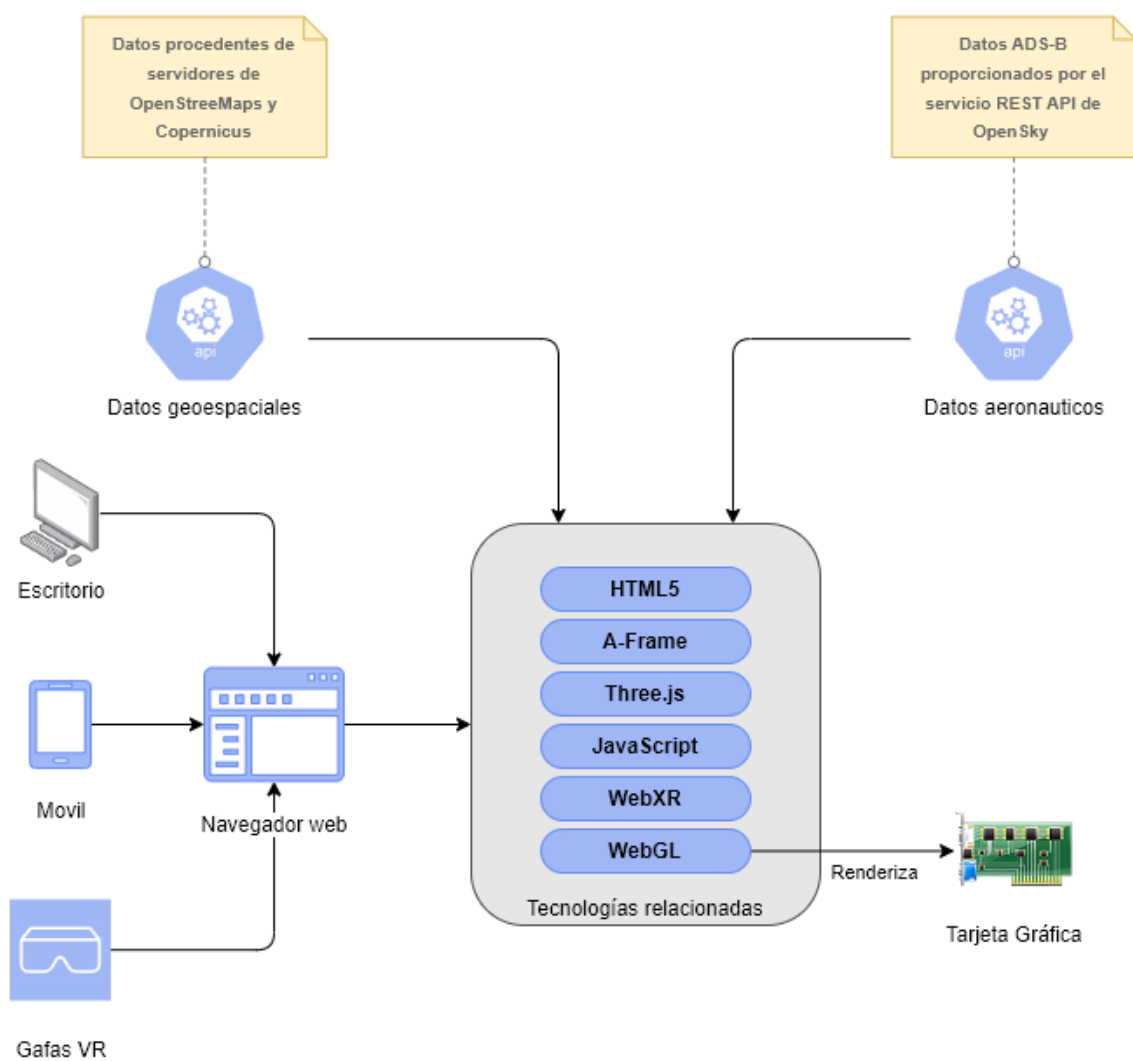 Datos procedentes de
servidores de
OpenStreeMaps y
Copernicus
Datos ADS-B
proporcionados por el
servicio REST API de
OpenSky
api
api
Datos geoespaciales
Datos aeronauticos
Escritorio
Movil
Navegador web
Gafas VR
HTML5
A-Frame
Three.js
JavaScript
WebXR
WebGL
Tecnologías relacionadas
Renderiza
Tarjeta Gráfica